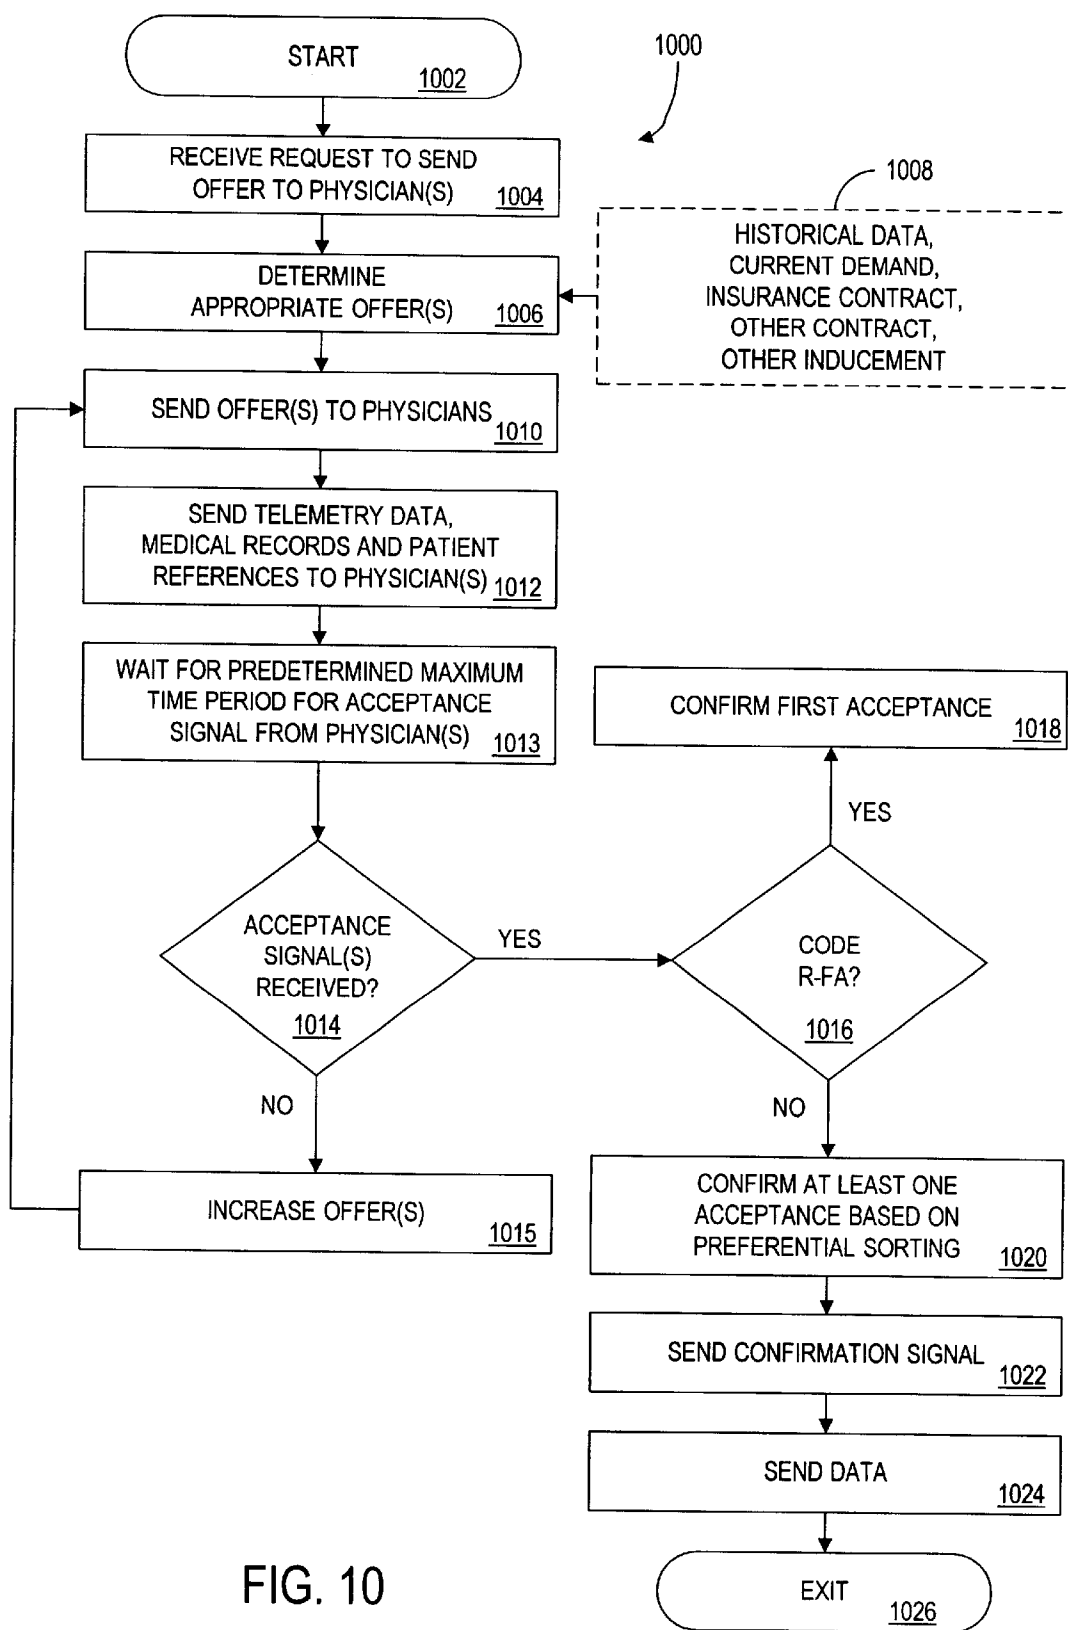 START
1002
1000
RECEIVE REQUEST TO SEND
OFFER TO PHYSICIAN(S)
1004
1008
HISTORICAL DATA,
CURRENT DEMAND,
INSURANCE CONTRACT,
OTHER CONTRACT,
OTHER INDUCEMENT
DETERMINE
APPROPRIATE OFFER(S)
1006
SEND OFFER(S) TO PHYSICIANS
1010
SEND TELEMETRY DATA,
MEDICAL RECORDS AND PATIENT
REFERENCES TO PHYSICIAN(S)
1012
WAIT FOR PREDETERMINED MAXIMUM
TIME PERIOD FOR ACCEPTANCE
SIGNAL FROM PHYSICIAN(S)
1013
CONFIRM FIRST ACCEPTANCE
1018
YES
ACCEPTANCE
SIGNAL(S)
RECEIVED?
1014
YES
CODE
R-FA?
1016
NO
NO
INCREASE OFFER(S)
1015
CONFIRM AT LEAST ONE
ACCEPTANCE BASED ON
PREFERENTIAL SORTING
1020
SEND CONFIRMATION SIGNAL
1022
SEND DATA
1024
EXIT
1026
FIG. 10